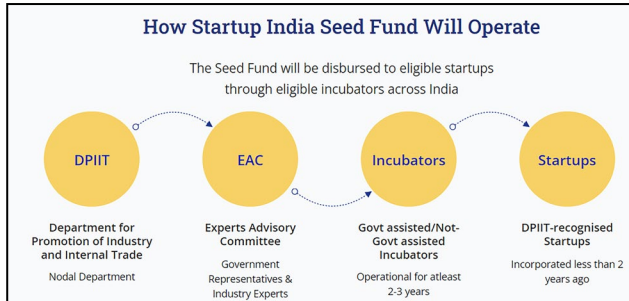 How Startup India Seed Fund Will Operate
The Seed Fund will be disbursed to eligible startups
through eligible incubators across India
DPIIT
EAC
Incubators
Startups
Department for
Promotion of Industry
and Internal Trade
Nodal Department
Experts Advisory
Committee
Government
Representatives &
Industry Experts
Govt assisted/Not-
Govt assisted
Incubators
Operational for atleast
2-3 years
DPIIT-recognised
Startups
Incorporated less than 2
years ago